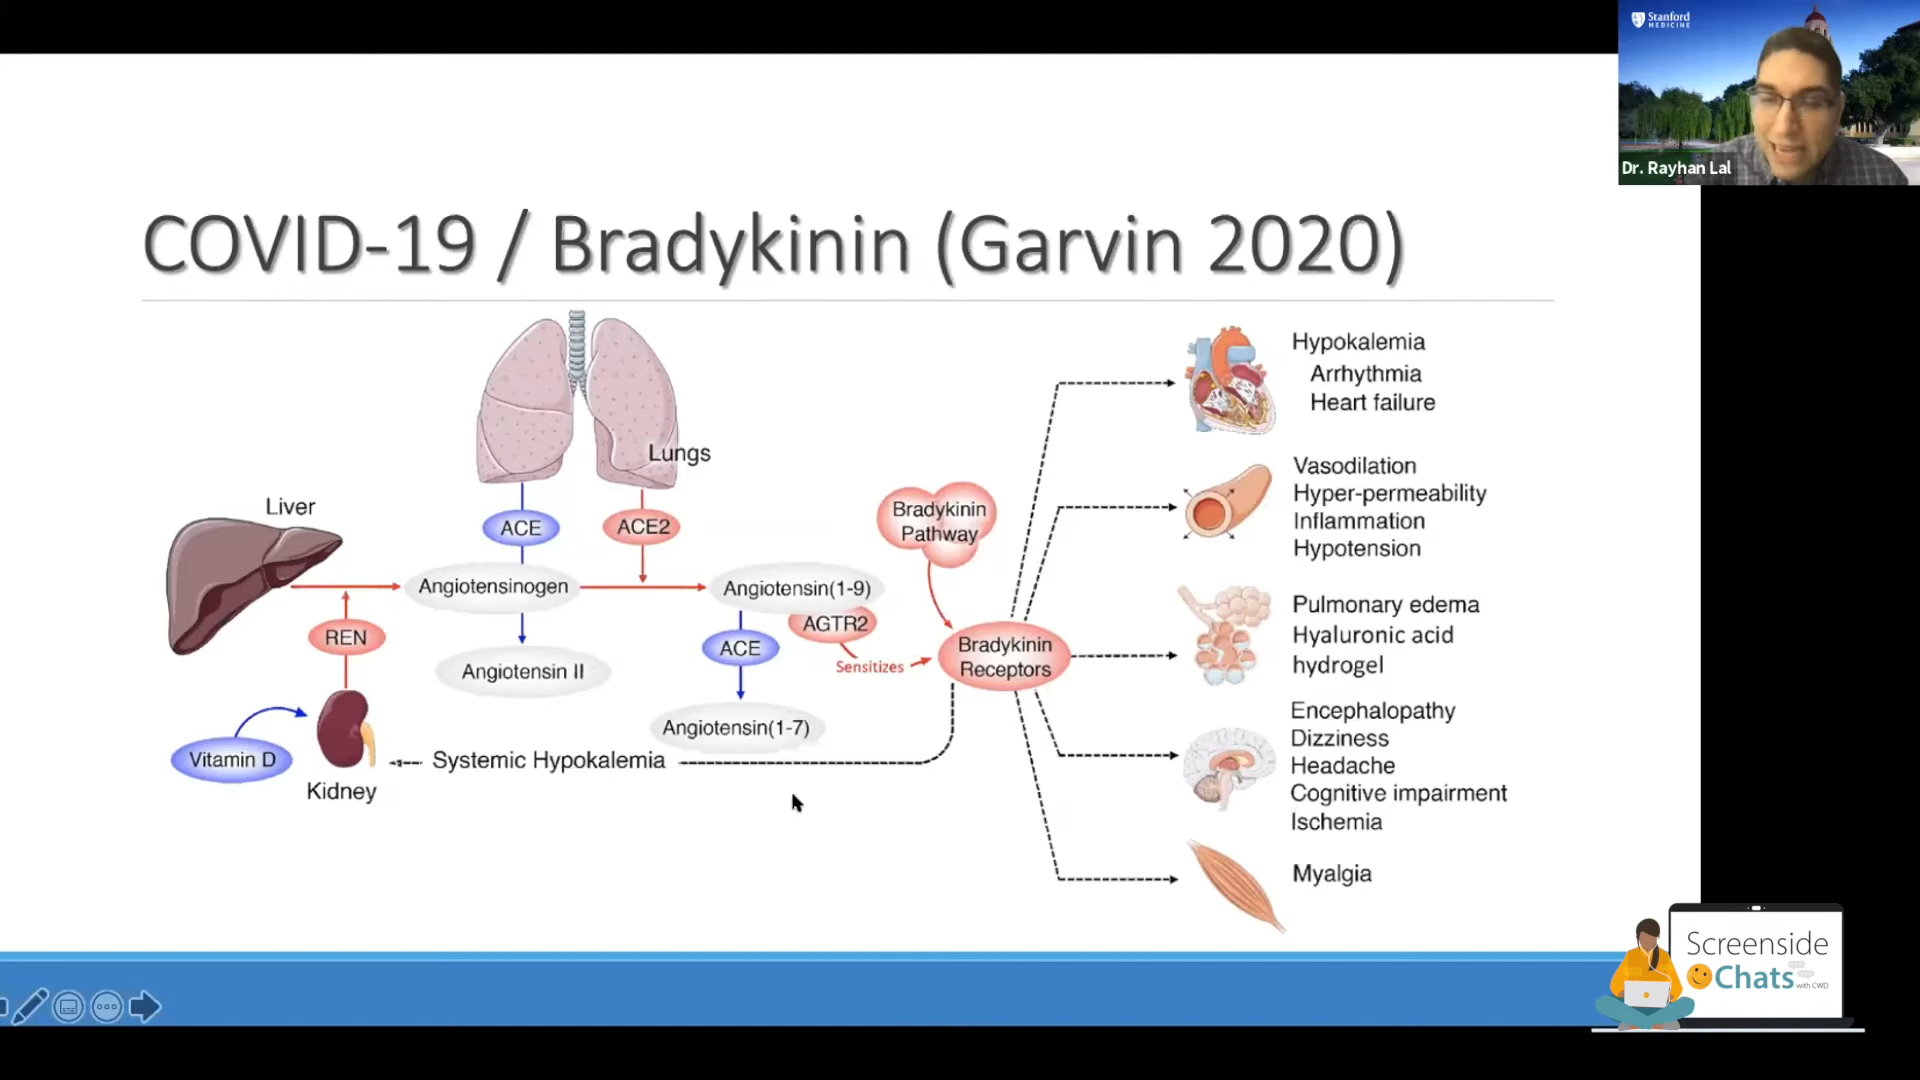 Stanford
MEDICINE
Dr. Rayhan Lal
COVID-19 / Bradykinin (Garvin 2020)
Lungs
Liver
ACE
ACE2
Angiotensinogen
Angiotensin(1-9)
REN
AGTR2
ACE
Sensitizes
Angiotensin II
Angiotensin(1-7)
Vitamin D
Kidney
Systemic Hypokalemia
Bradykinin
Pathway
Bradykinin
Receptors
Hypokalemia
Arrhythmia
Heart failure
Vasodilation
Hyper-permeability
Inflammation
Hypotension
Pulmonary edema
Hyaluronic acid
hydrogel
Encephalopathy
Dizziness
Headache
Cognitive impairment
Ischemia
Myalgia
Screenside
Chats
with CWD